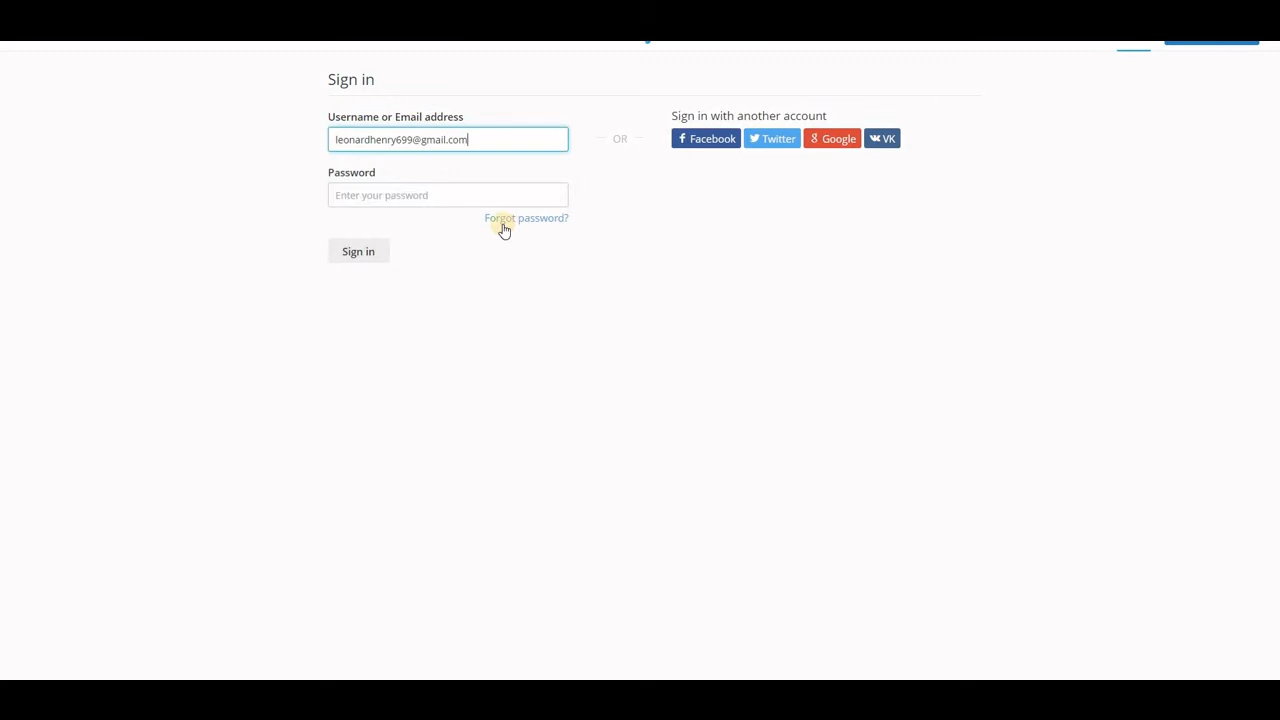 Sign in
Username or Email address
leonardhenry699@gmail.com
Password
Enter your password
Forgot password?
Sign in
OR
Sign in with another account
Facebook Twitter Google VK